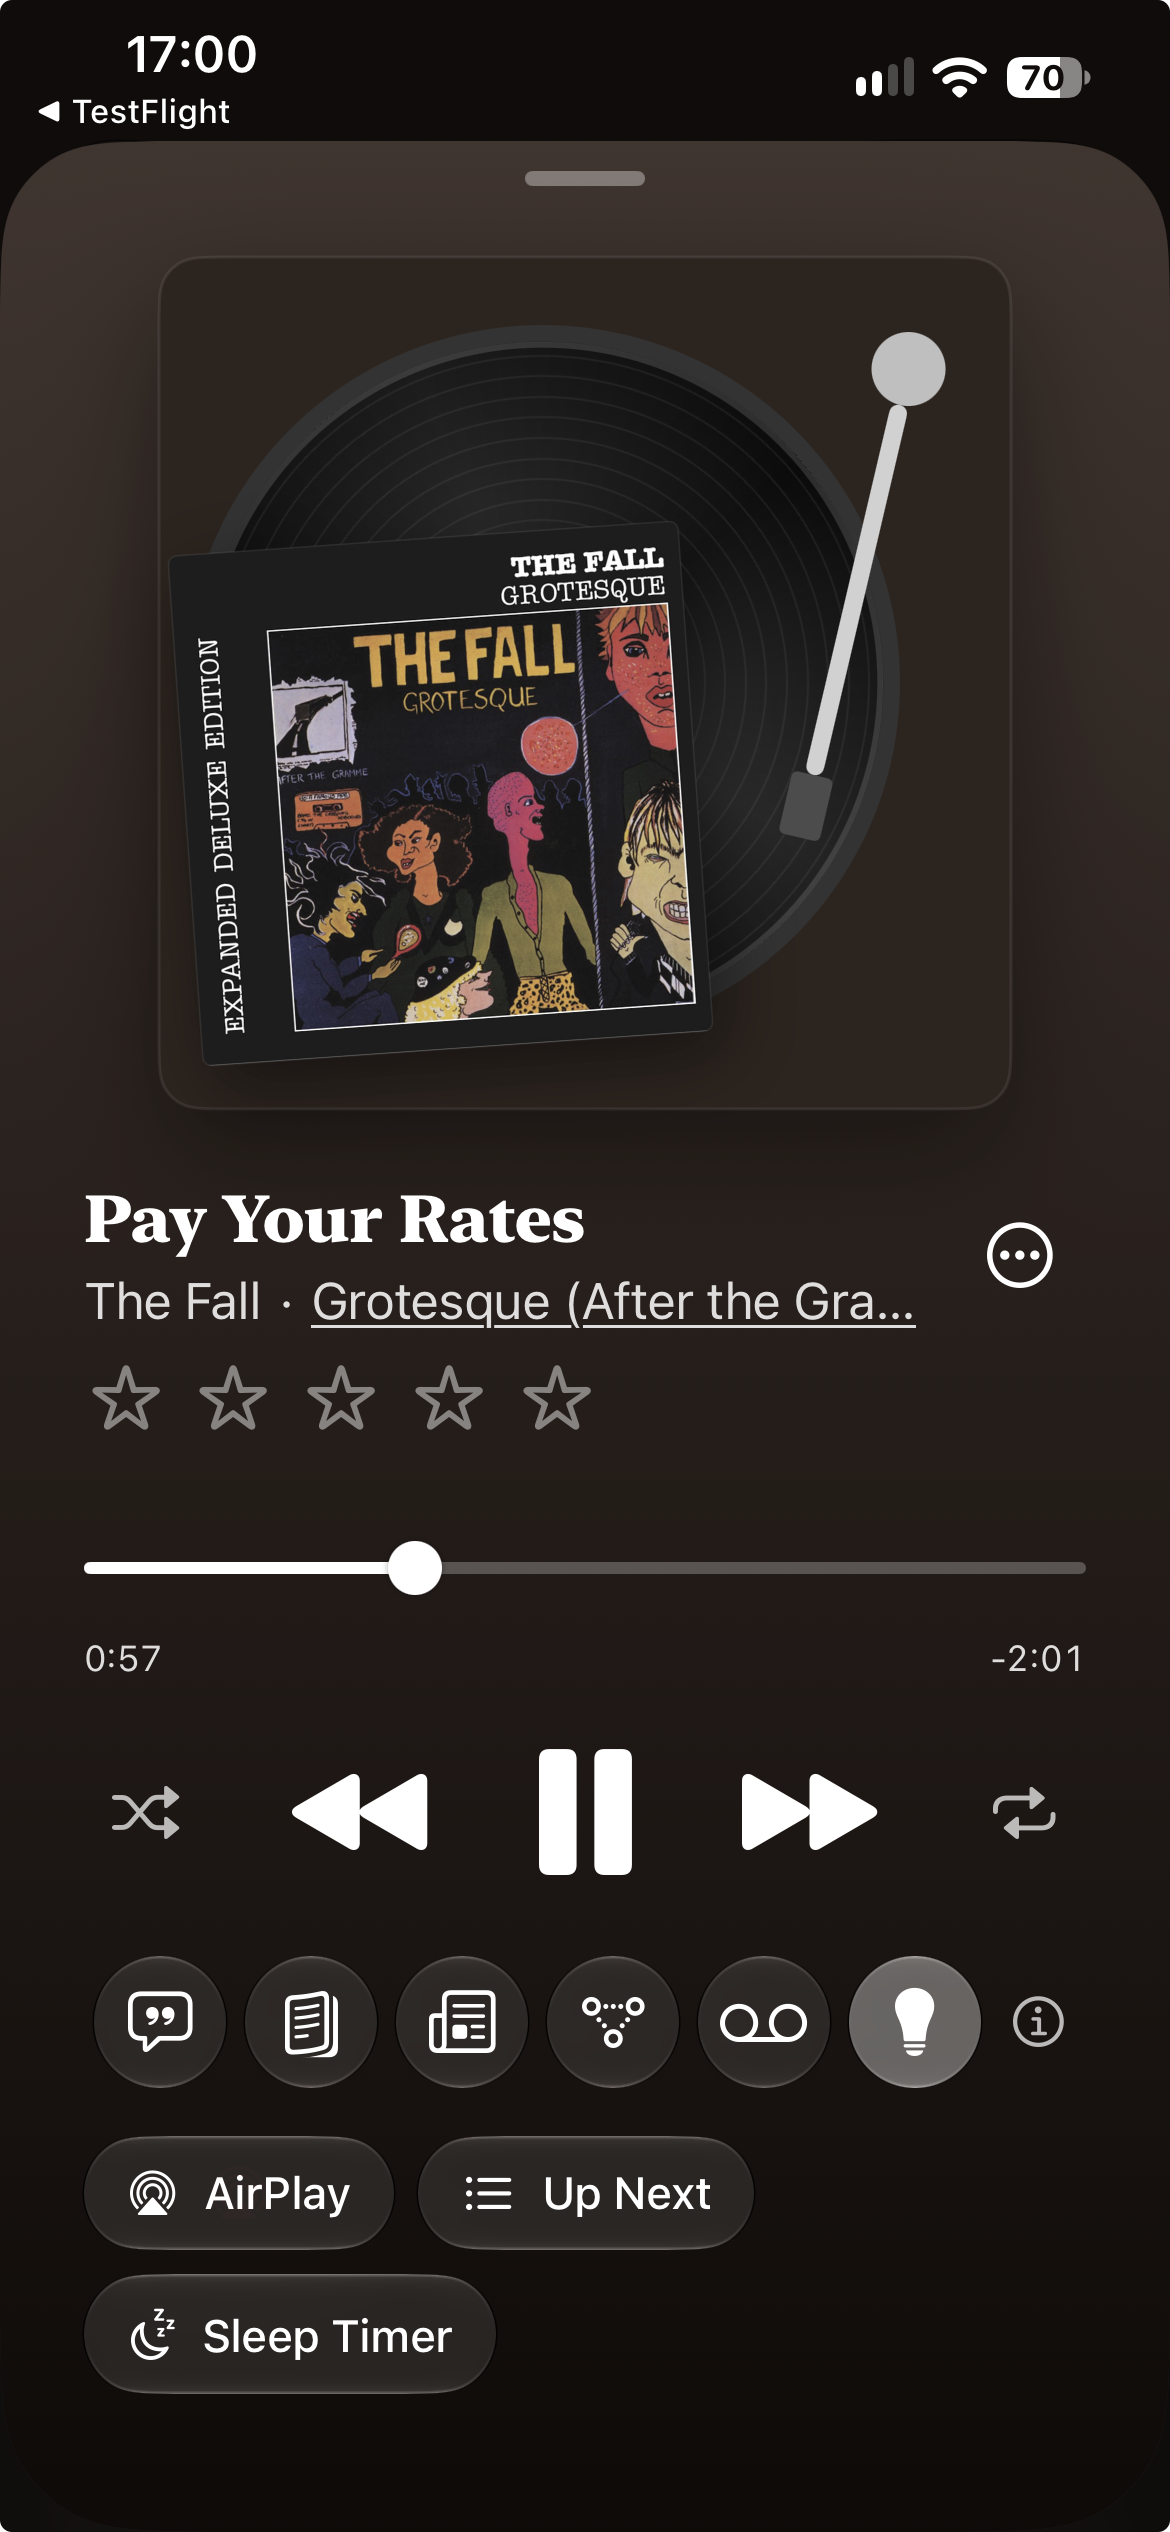 17:00
70
TestFlight
THE FALL
GROTESQUE
EXPANDED DELUXE EDITION
THE FALL
GROTESQUE
AFTER THE GRAMME
Pay Your Rates
The Fall · Grotesque (After the Gra...
0:57
-2:01
AirPlay
Up Next
Sleep Timer